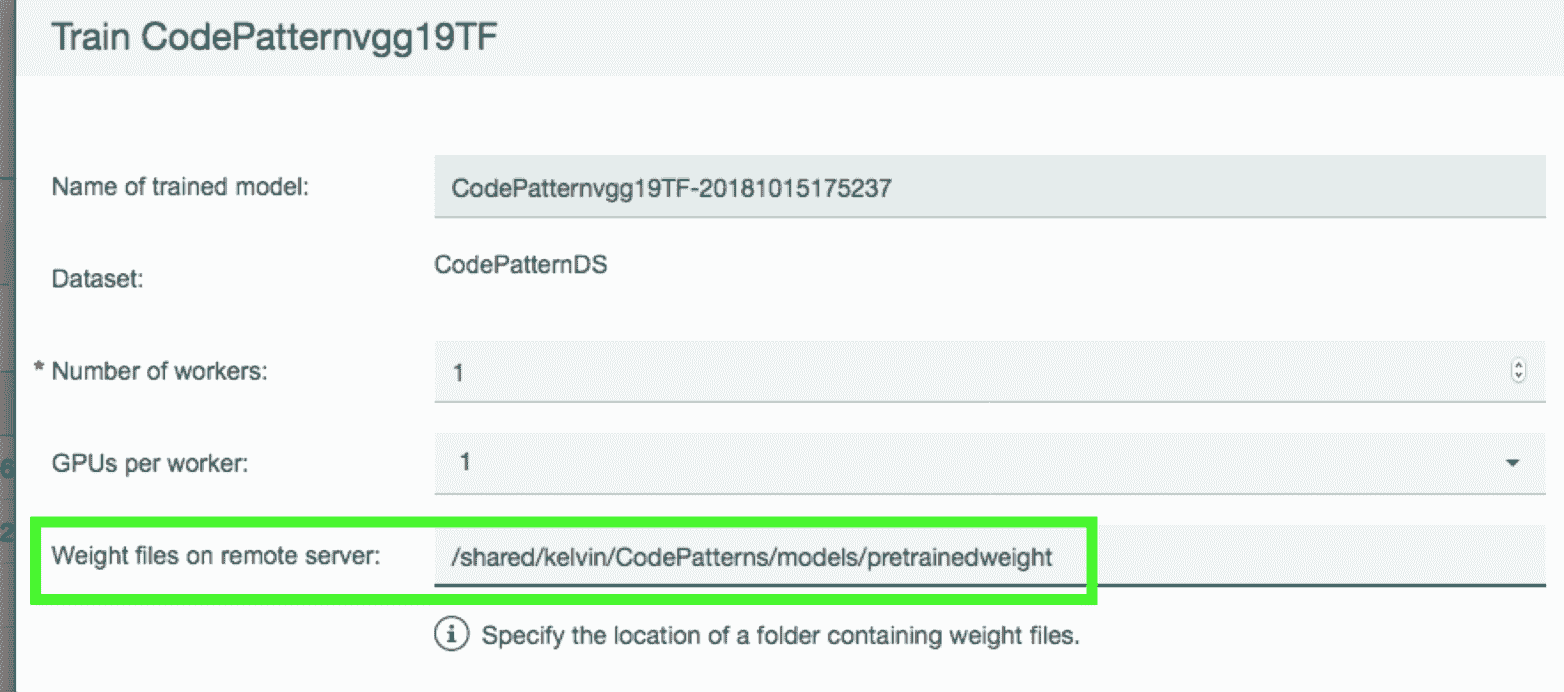 Train CodePatternvgg19TF
Name of trained model: CodePatternvgg19TF-20181015175237
Dataset: CodePatternDS
* Number of workers: 1
GPUs per worker: 1
Weight files on remote server: /shared/kelvin/CodePatterns/models/pretrainedweight
Specify the location of a folder containing weight files.